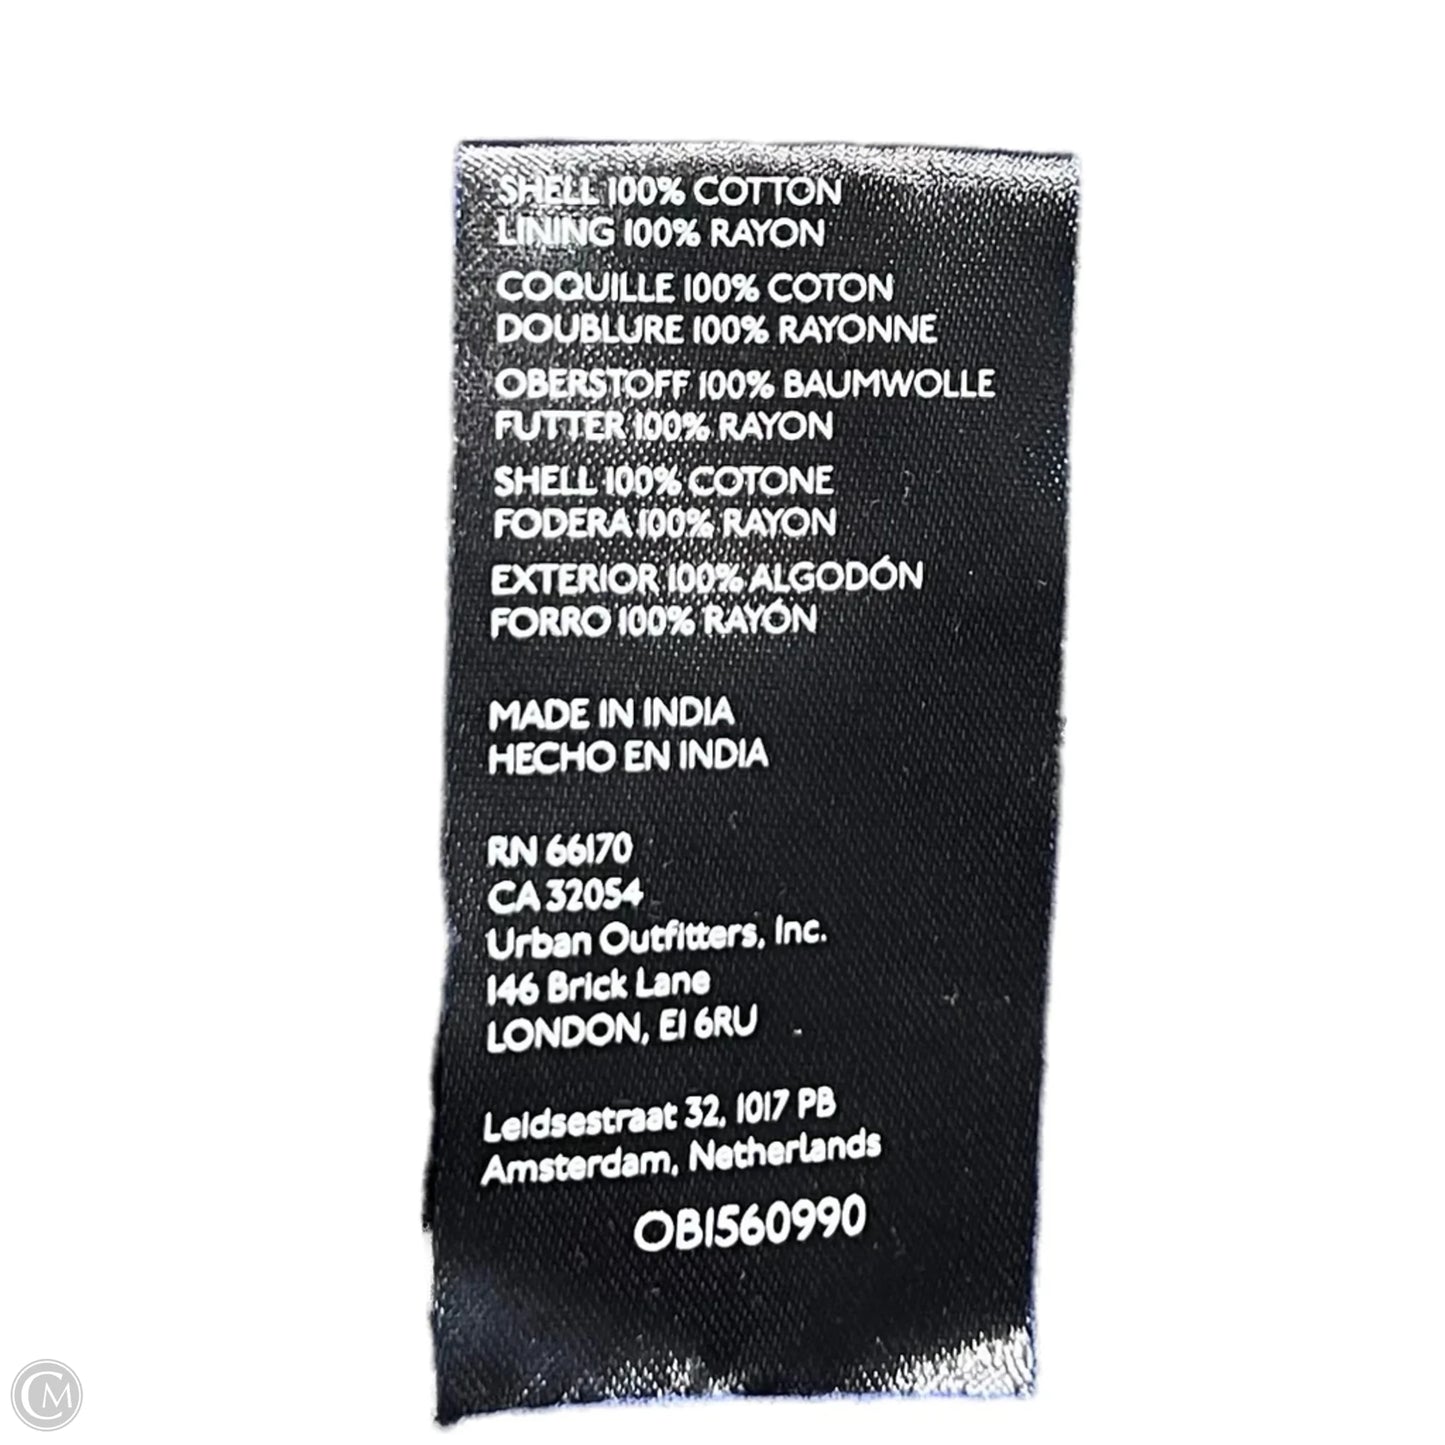 SHELL 100% COTTON
LINING 100% RAYON
COQUILLE 100% COTON
DOUBLURE 100% RAYONNE
OBERSTOFF 100% BAUMWOLLE
FUTTER 100% RAYON
SHELL 100% COTONE
FODERA 100% RAYON
EXTERIOR 100% ALGODÓN
FORRO 100% RAYÓN
MADE IN INDIA
HECHO EN INDIA
RN 66170
CA 32054
Urban Outfitters, Inc.
146 Brick Lane
LONDON, E1 6RU
Leidsestraat 32, 1017 PB
Amsterdam, Netherlands
OB1560990
CM